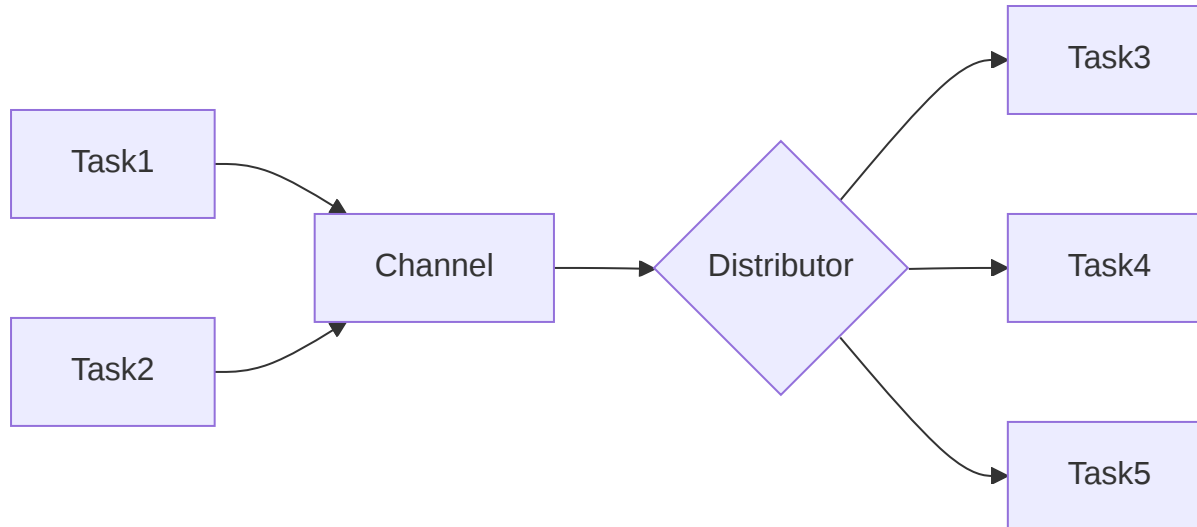 Task1
Task2
Channel
Distributor
Task3
Task4
Task5